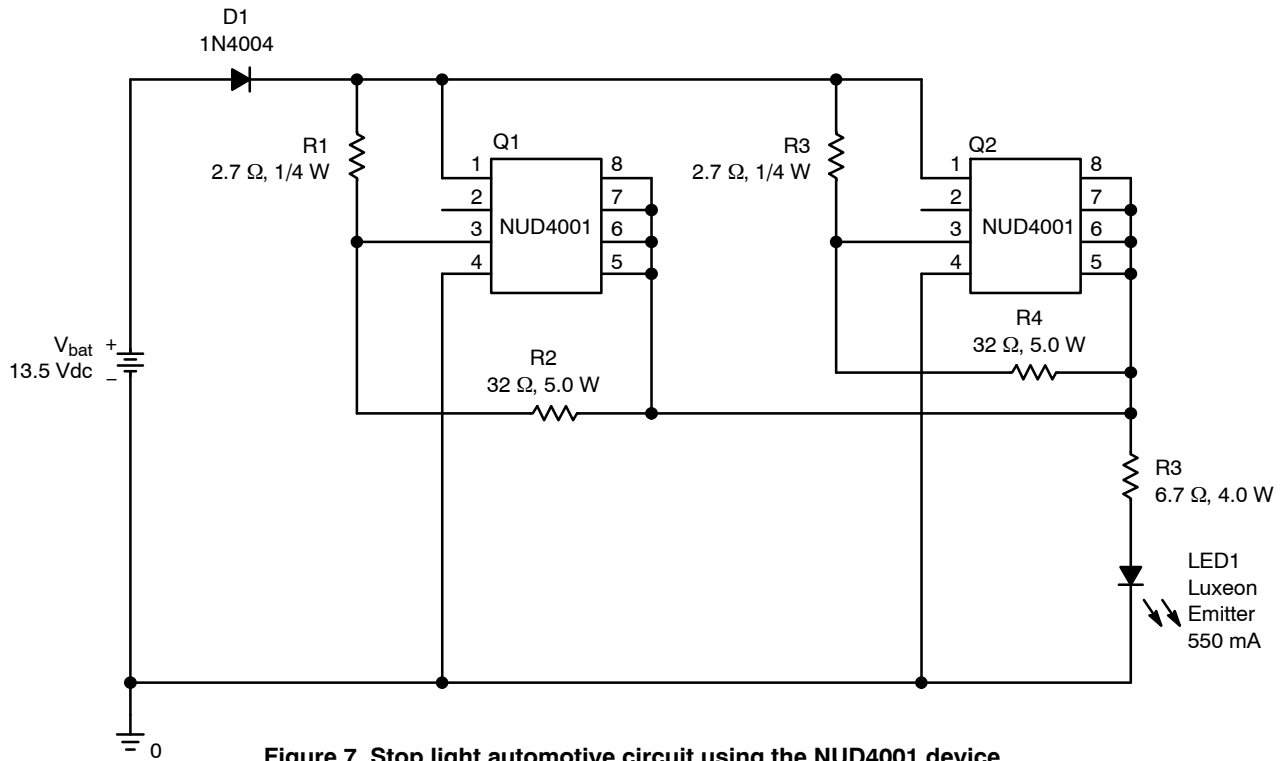 D1
1N4004
R1
2.7 Ω, 1/4 W
Q1
1
2
3
4
NUD4001
8
7
6
5
R3
2.7 Ω, 1/4 W
Q2
1
2
3
4
NUD4001
8
7
6
5
R4
32 Ω, 5.0 W
Vbat +
13.5 Vdc −
R2
32 Ω, 5.0 W
R3
6.7 Ω, 4.0 W
LED1
Luxeon
Emitter
550 mA
0
Figure 7. Stop light automotive circuit using the NUD4001 device